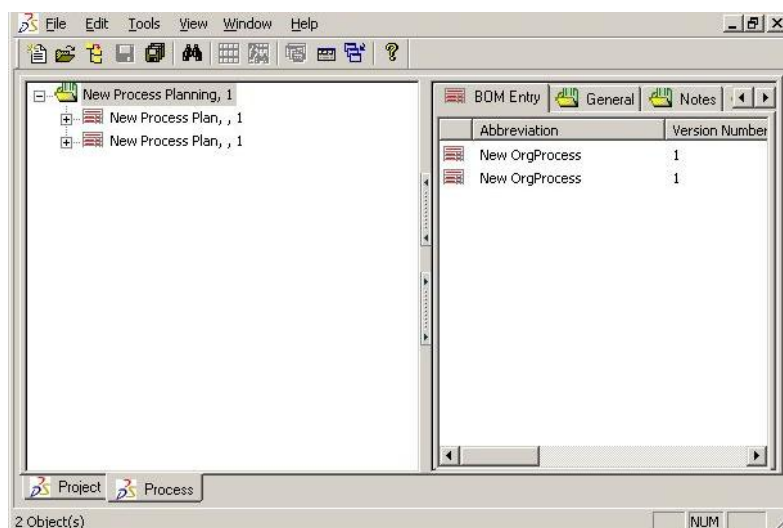 File Edit Tools View Window Help
New Process Planning, 1
New Process Plan, , 1
New Process Plan, , 1
BOM Entry General Notes
Abbreviation Version Number
New OrgProcess 1
New OrgProcess 1
Project Process
2 Object(s) NUM